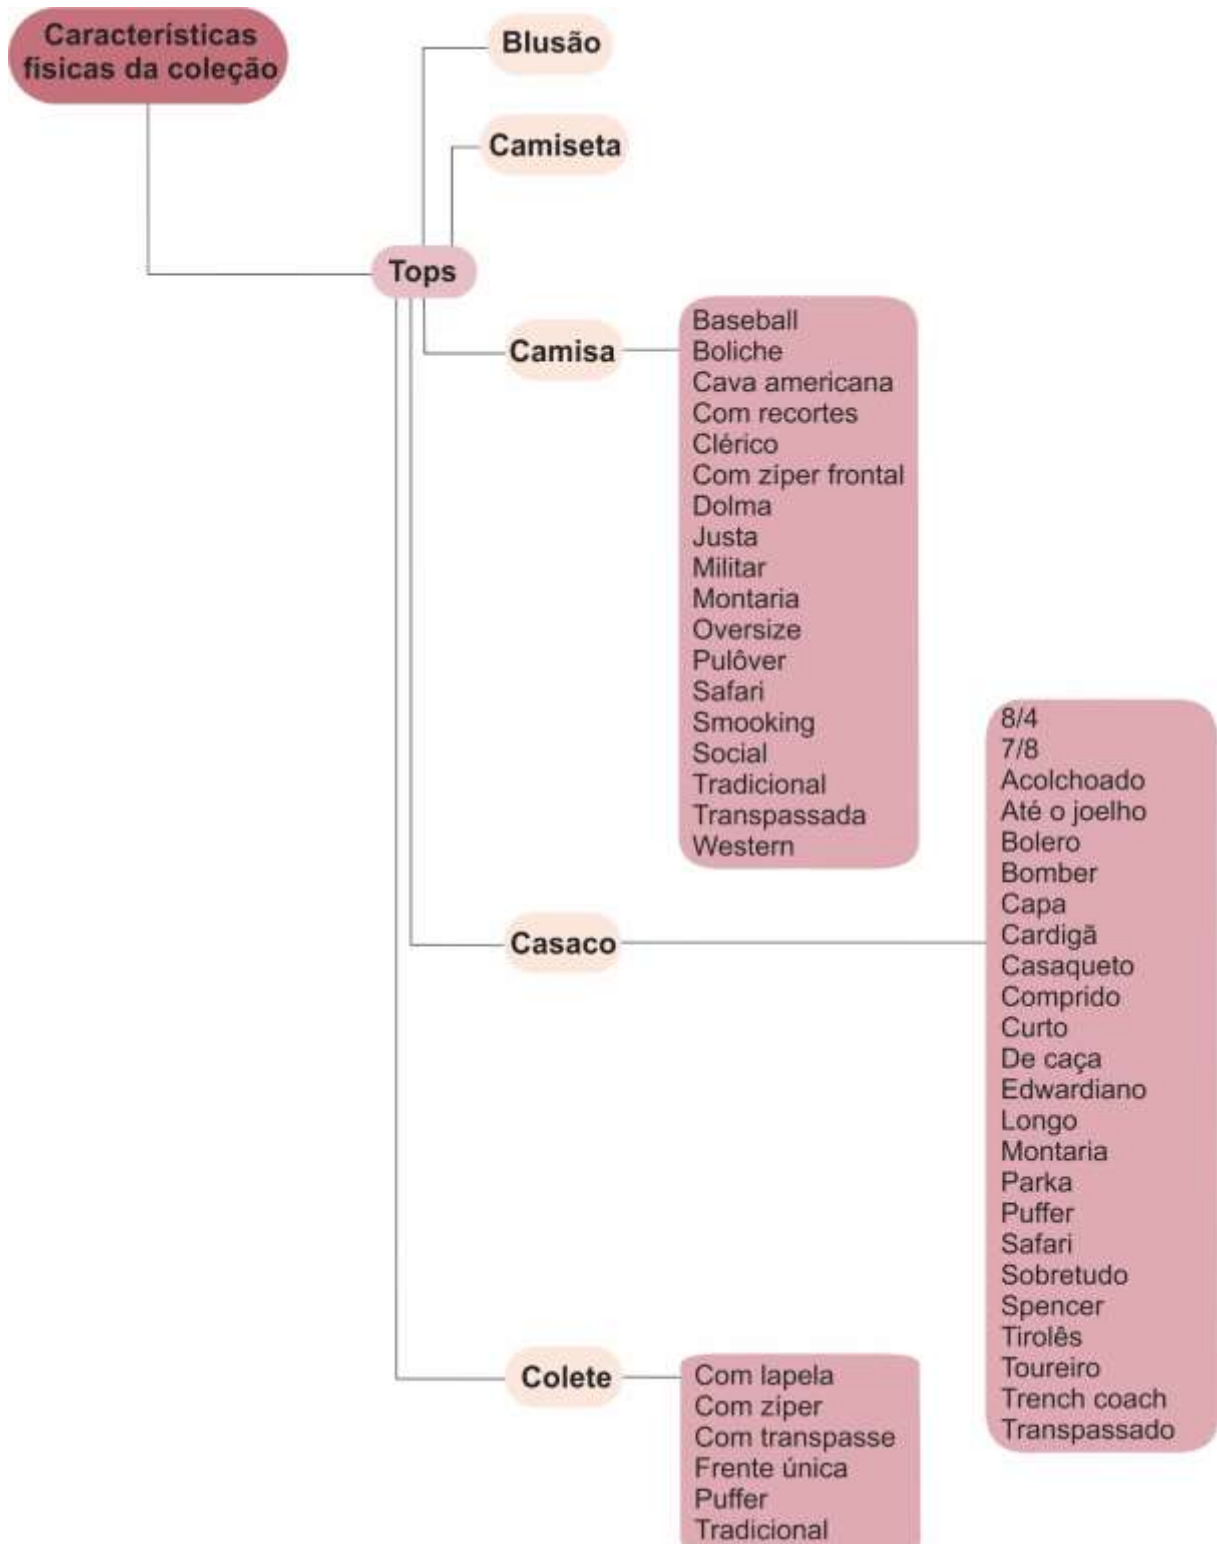 Características
fisicas da coleção
Blusão
Camiseta
Tops
Camisa
Baseball
Boliche
Cava americana
Com recortes
Clérico
Com ziper frontal
Dolma
Justa
Militar
Montaria
Oversize
Pulôver
Safari
Smooking
Social
Tradicional
Transpassada
Western
Casaco
8/4
7/8
Acolchoado
Até o joelho
Bolero
Bomber
Capa
Cardigã
Casaqueto
Comprido
Curto
De caça
Edwardiano
Longo
Montaria
Parka
Puffer
Safari
Sobretudo
Spencer
Tirolês
Toureiro
Trench coach
Transpassado
Colete
Com lapela
Com ziper
Com transpasse
Frente única
Puffer
Tradicional